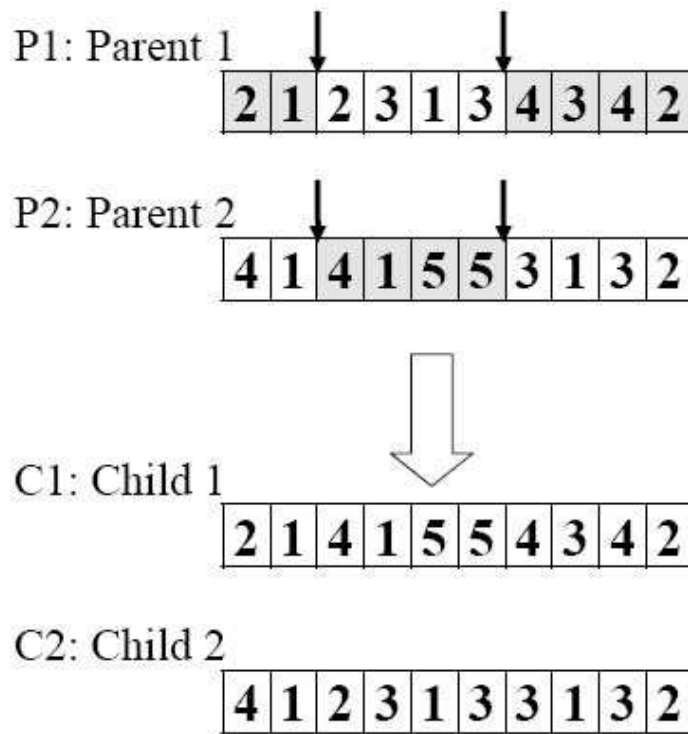 P1: Parent 1
2 1 2 3 1 3 4 3 4 2
P2: Parent 2
4 1 4 1 5 5 3 1 3 2
C1: Child 1
2 1 4 1 5 5 4 3 4 2
C2: Child 2
4 1 2 3 1 3 3 1 3 2